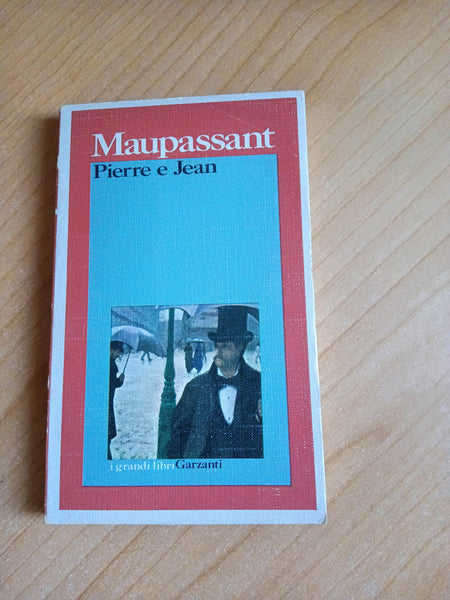 Maupassant
Pierre e Jean
i grandi libri Garzanti